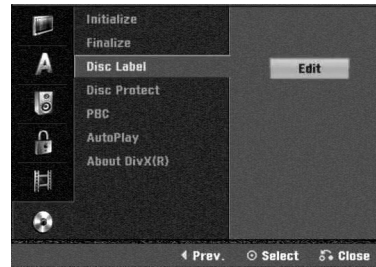 Initialize
Finalize
Disc Label
Edit
Disc Protect
PBC
AutoPlay
About DivX(R)
A
Prev. Select Close